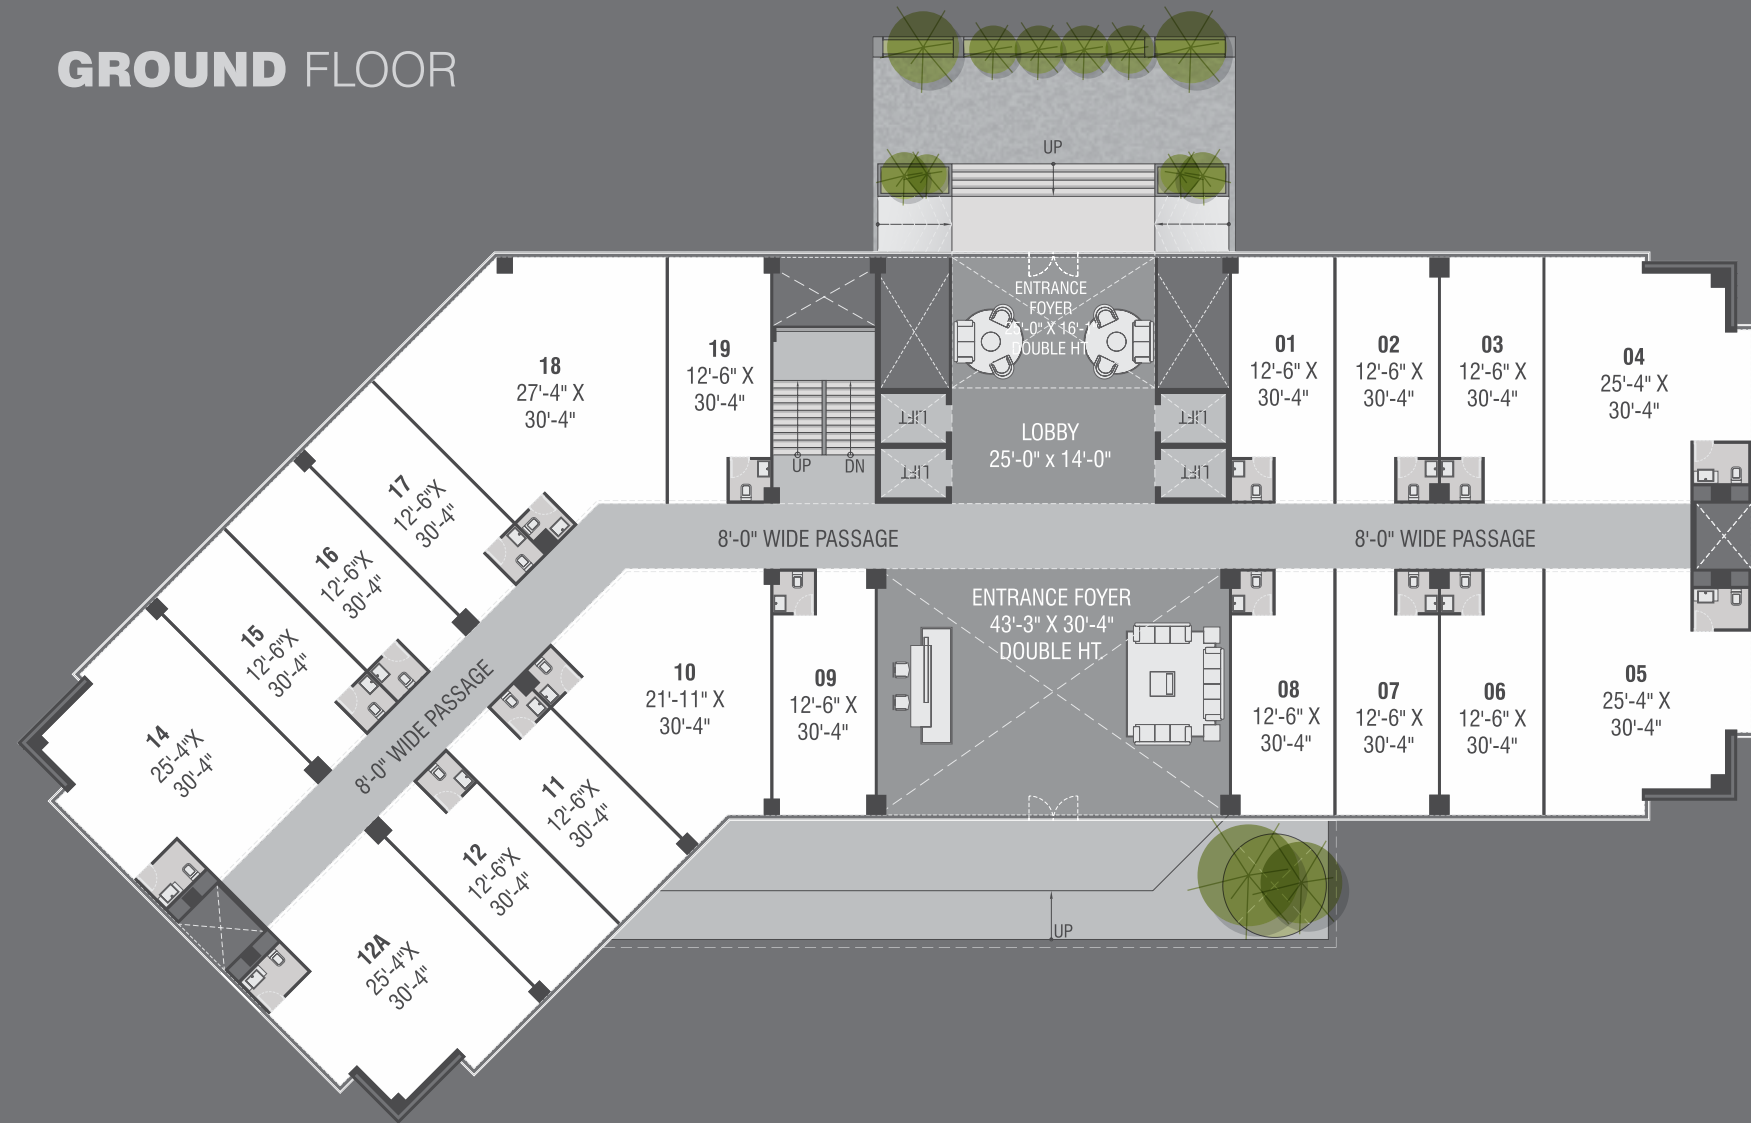 GROUND FLOOR
UP
ENTRANCE
FOYER
25'-0" X 16'-1"
DOUBLE HT
18
27'-4" X
30'-4"
19
12'-6" X
30'-4"
01
12'-6" X
30'-4"
02
12'-6" X
30'-4"
03
12'-6" X
30'-4"
04
25'-4" X
30'-4"
LIFT
LIFT
LIFT
LIFT
LOBBY
25'-0" x 14'-0"
UP
DN
17
12'-6"X
30'-4"
16
12'-6"X
30'-4"
15
12'-6"X
30'-4"
14
25'-4"X
30'-4"
8'-0" WIDE PASSAGE
8'-0" WIDE PASSAGE
8'-0" WIDE PASSAGE
ENTRANCE FOYER
43'-3" X 30'-4"
DOUBLE HT.
10
21'-11" X
30'-4"
09
12'-6" X
30'-4"
08
12'-6" X
30'-4"
07
12'-6" X
30'-4"
06
12'-6" X
30'-4"
05
25'-4" X
30'-4"
11
12'-6"X
30'-4"
12
12'-6"X
30'-4"
12A
25'-4"X
30'-4"
UP